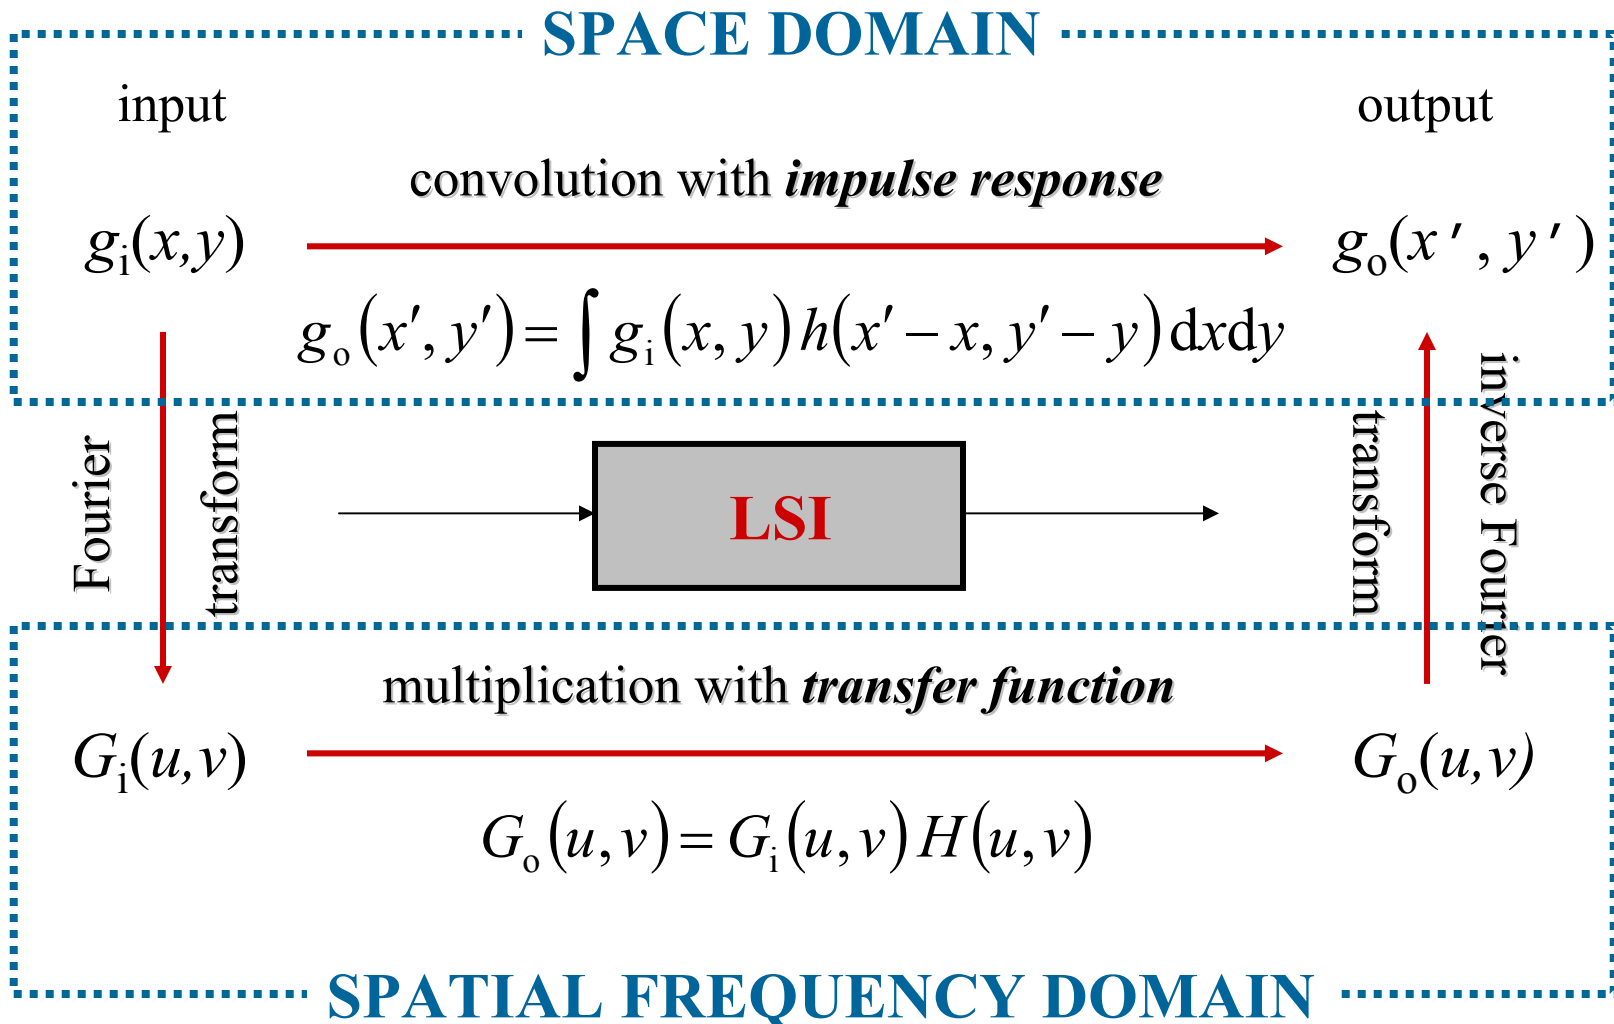 SPACE DOMAIN
input
output
convolution with impulse response
gᵢ(x,y)
gₒ(x′, y′)
gₒ(x′, y′) = ∫ gᵢ(x, y) h(x′ − x, y′ − y) dxdy
Fourier
transform
LSI
transform
inverse Fourier
multiplication with transfer function
Gᵢ(u,v)
Gₒ(u,v)
Gₒ(u, v) = Gᵢ(u, v) H(u, v)
SPATIAL FREQUENCY DOMAIN